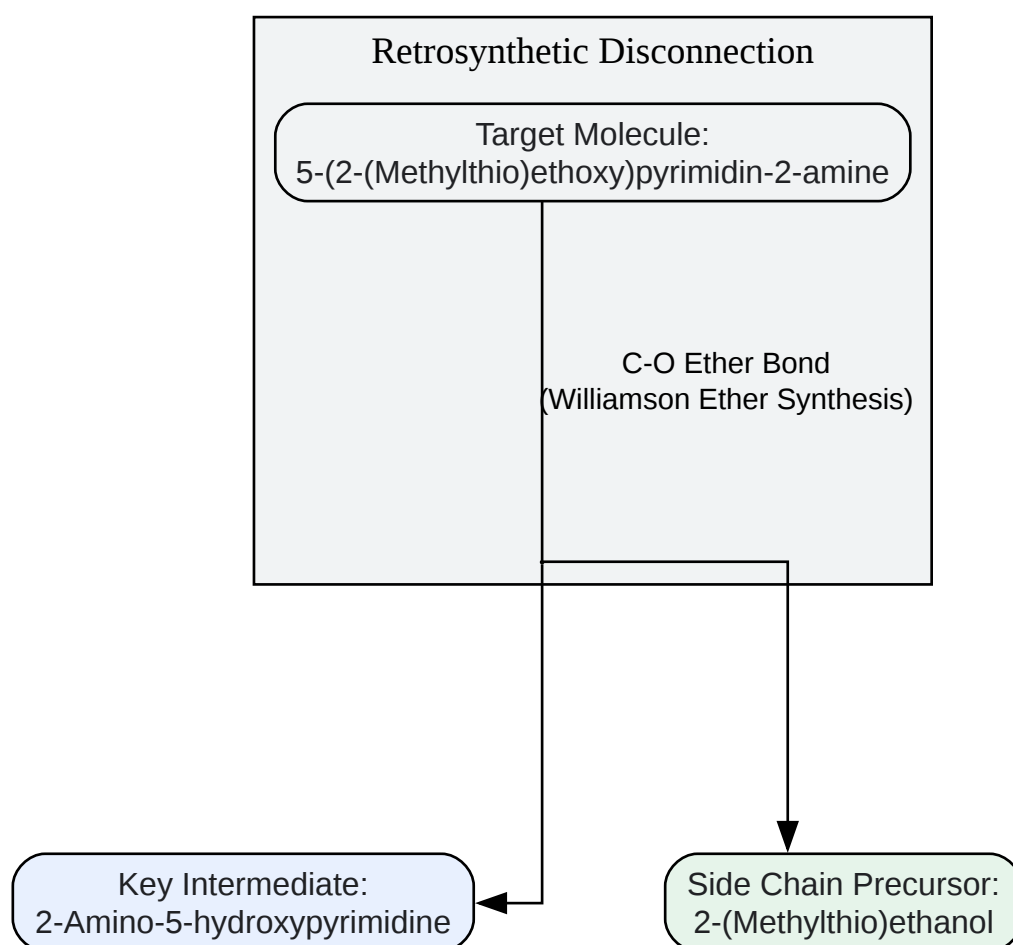 Retrosynthetic Disconnection
Target Molecule:
5-(2-(Methylthio)ethoxy)pyrimidin-2-amine
C-O Ether Bond
(Williamson Ether Synthesis)
Key Intermediate:
2-Amino-5-hydroxypyrimidine
Side Chain Precursor:
2-(Methylthio)ethanol